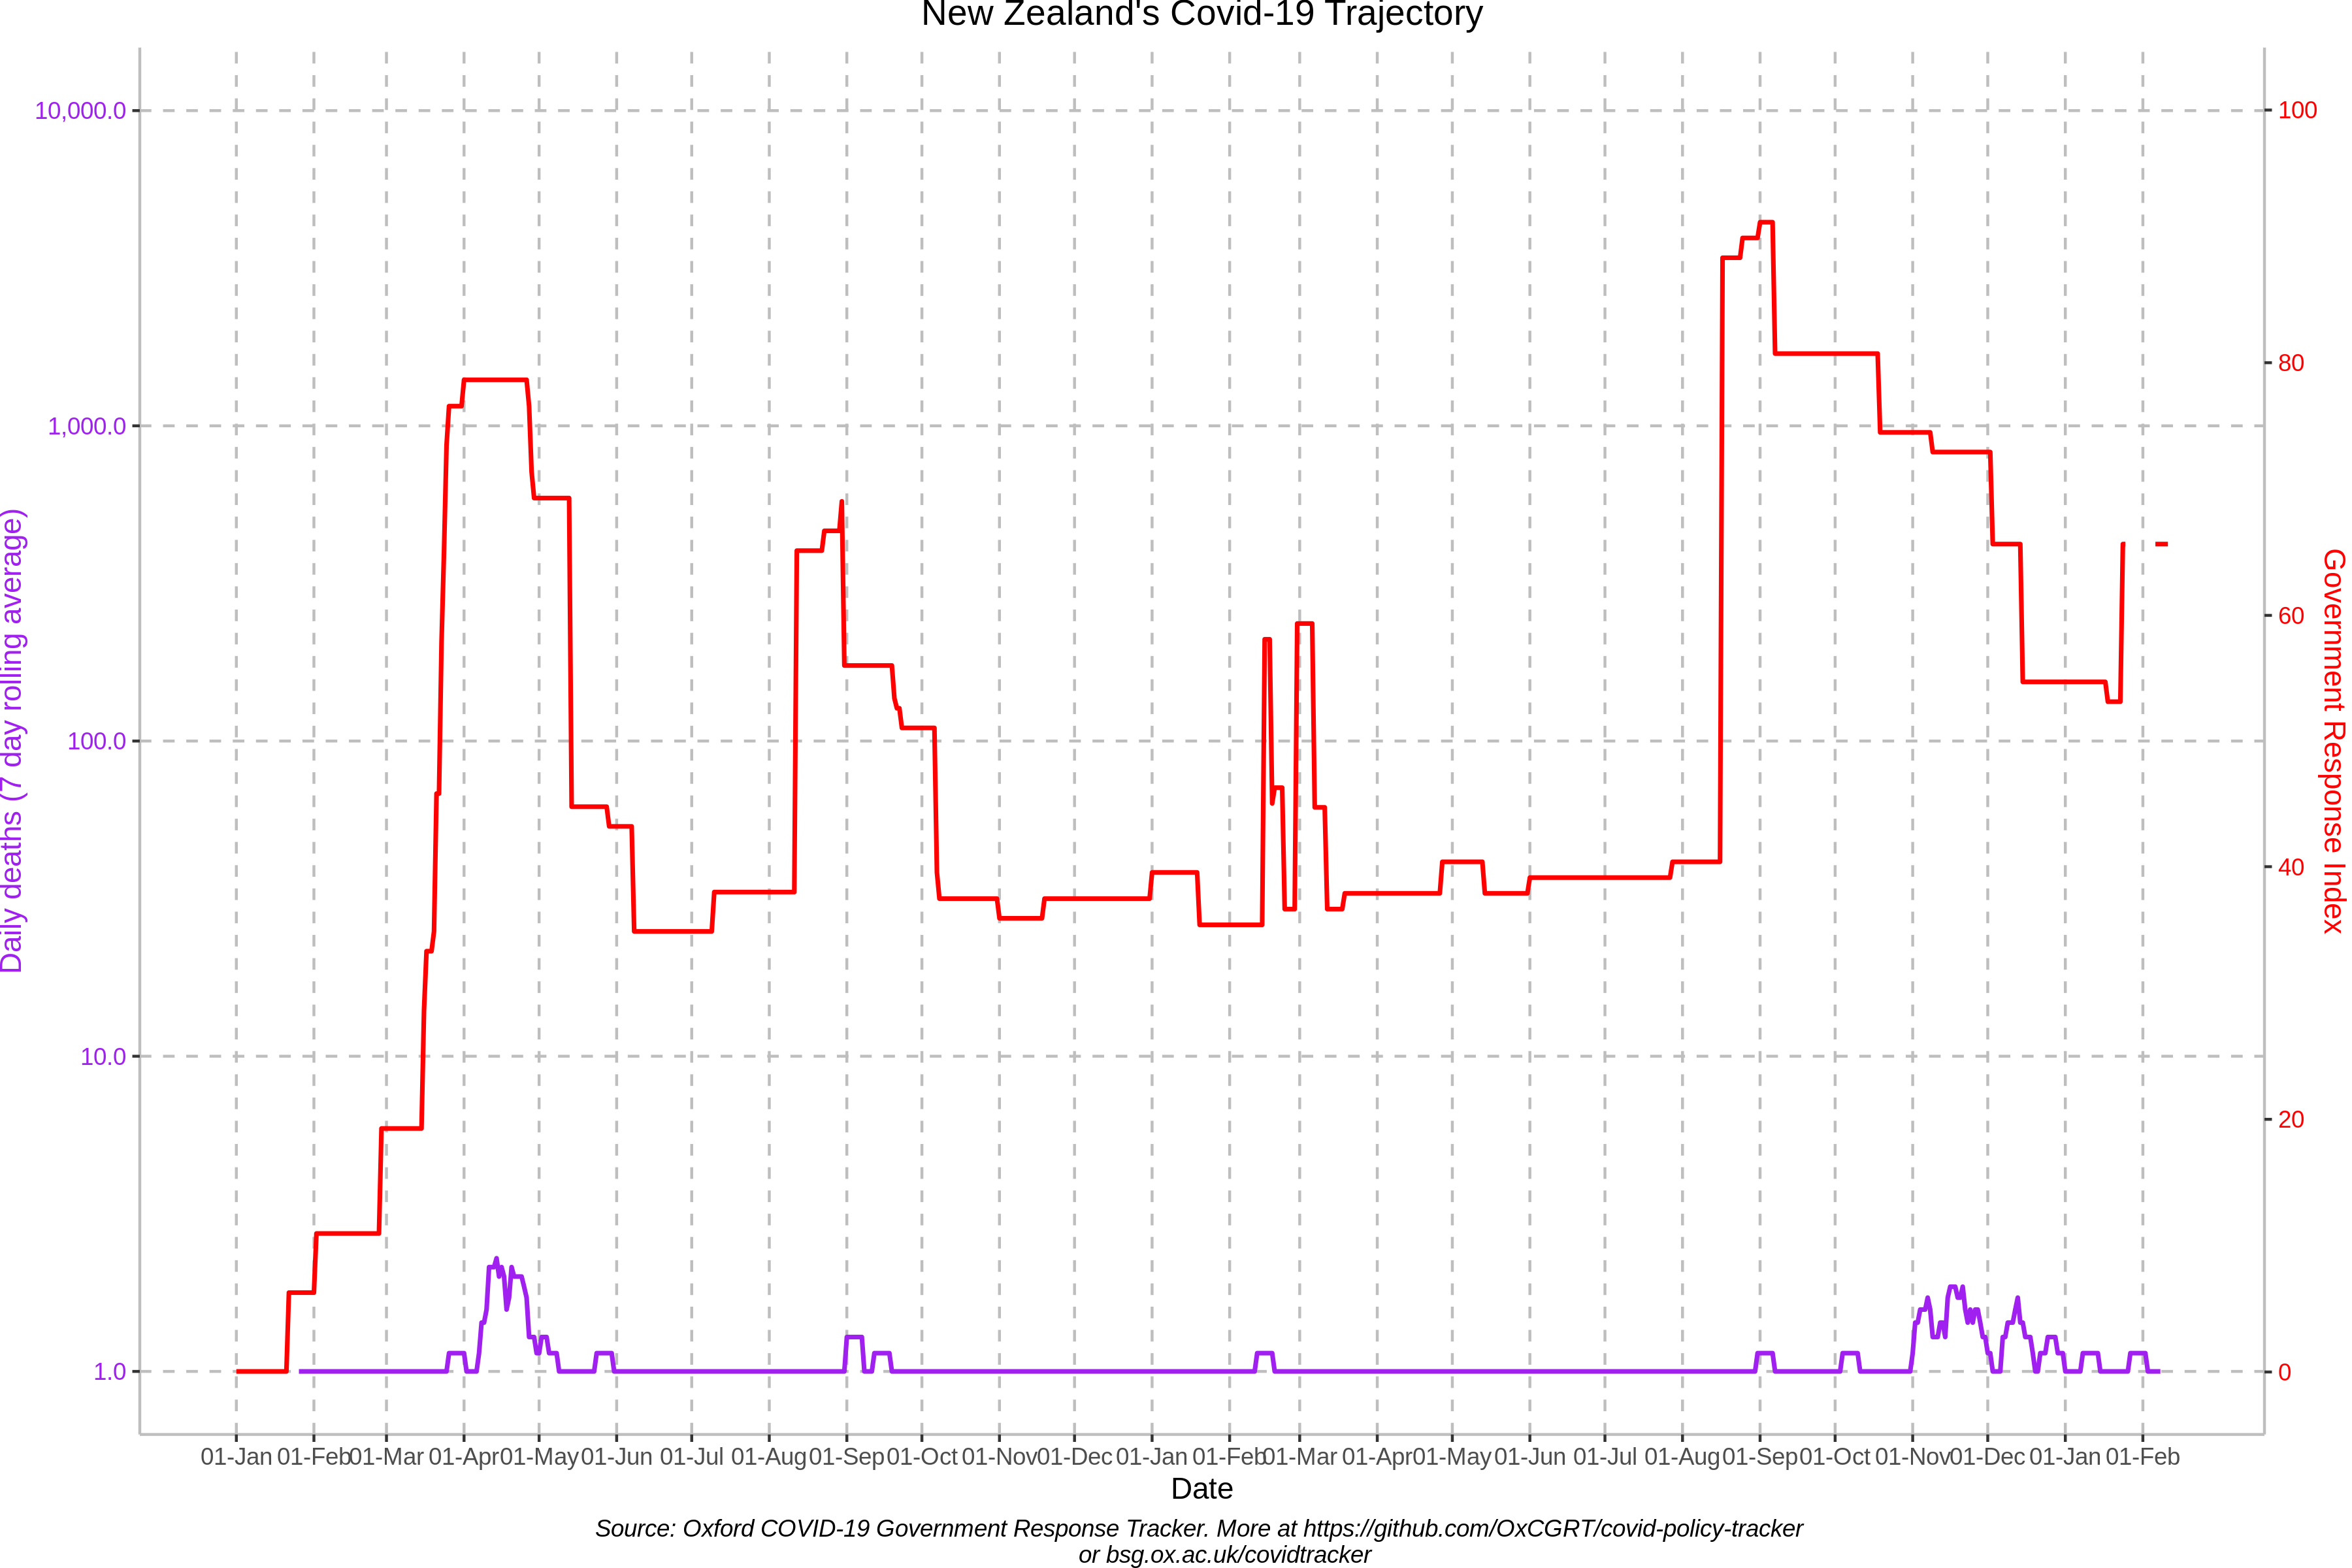 New Zealand's Covid-19 Trajectory
10,000.0
1,000.0
100.0
10.0
1.0
Daily deaths (7 day rolling average)
100
80
60
40
20
0
Government Response Index
01-Jan 01-Feb 01-Mar 01-Apr 01-May 01-Jun 01-Jul 01-Aug 01-Sep 01-Oct 01-Nov 01-Dec 01-Jan 01-Feb 01-Mar 01-Apr 01-May 01-Jun 01-Jul 01-Aug 01-Sep 01-Oct 01-Nov 01-Dec 01-Jan 01-Feb
Date
Source: Oxford COVID-19 Government Response Tracker. More at https://github.com/OxCGRT/covid-policy-tracker
or bsg.ox.ac.uk/covidtracker